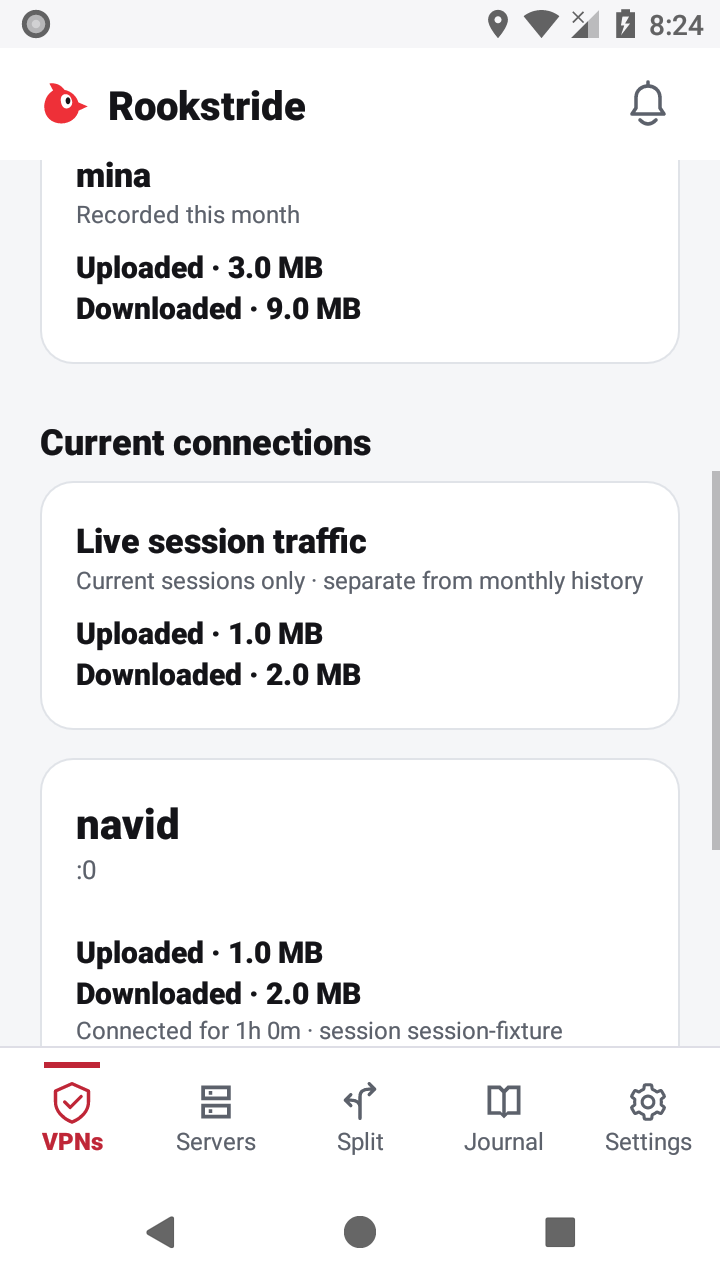 8:24
Rookstride
mina
Recorded this month
Uploaded · 3.0 MB
Downloaded · 9.0 MB
Current connections
Live session traffic
Current sessions only · separate from monthly history
Uploaded · 1.0 MB
Downloaded · 2.0 MB
navid
:0
Uploaded · 1.0 MB
Downloaded · 2.0 MB
Connected for 1h 0m · session session-fixture
VPNs
Servers
Split
Journal
Settings